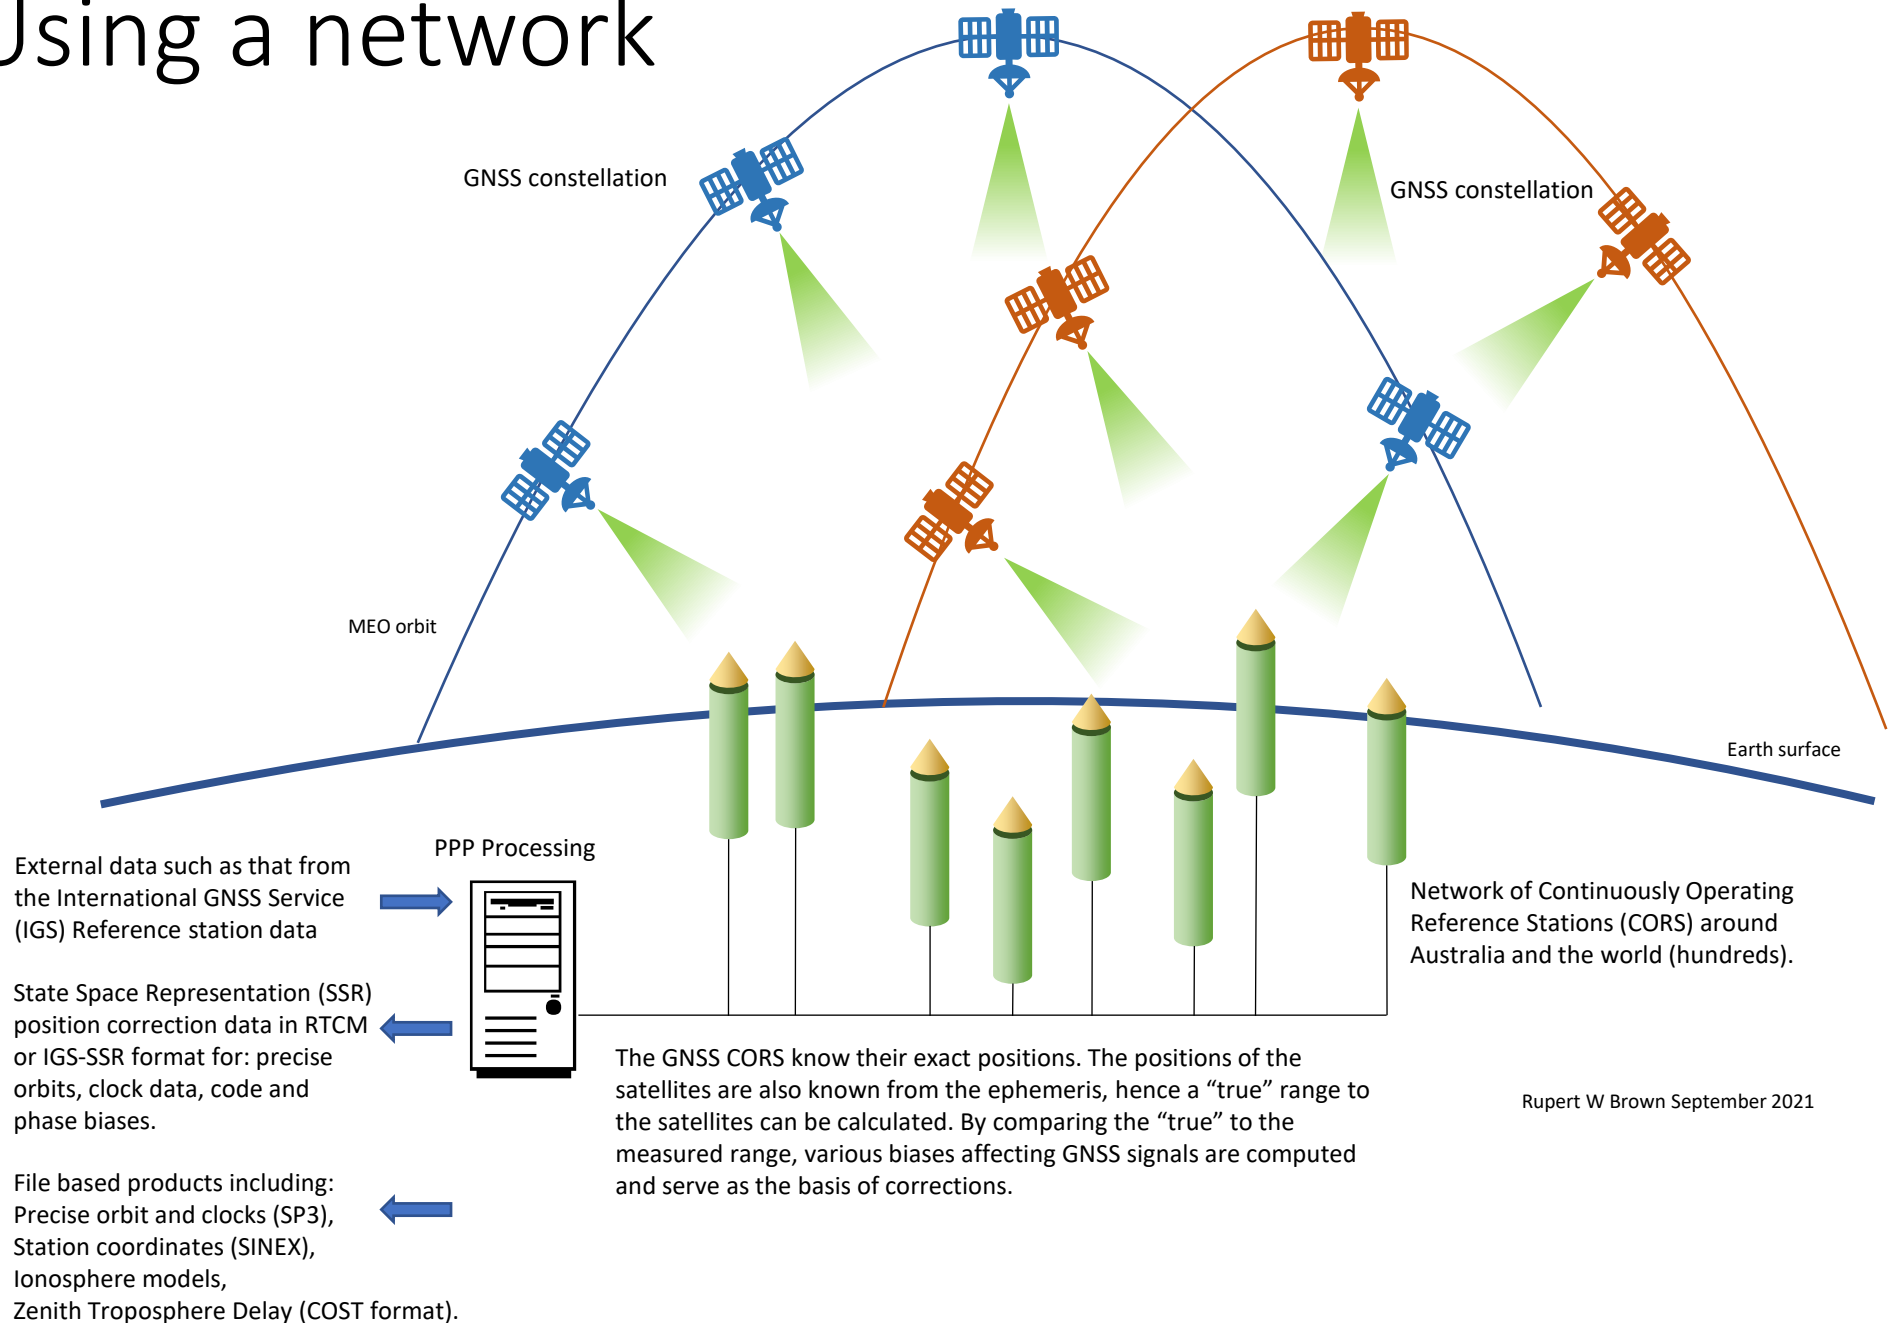 Using a network
GNSS constellation
GNSS constellation
MEO orbit
Earth surface
PPP Processing
External data such as that from
the International GNSS Service
(IGS) Reference station data
State Space Representation (SSR)
position correction data in RTCM
or IGS-SSR format for: precise
orbits, clock data, code and
phase biases.
File based products including:
Precise orbit and clocks (SP3),
Station coordinates (SINEX),
Ionosphere models,
Zenith Troposphere Delay (COST format).
The GNSS CORS know their exact positions. The positions of the
satellites are also known from the ephemeris, hence a “true” range to
the satellites can be calculated. By comparing the “true” to the
measured range, various biases affecting GNSS signals are computed
and serve as the basis of corrections.
Network of Continuously Operating
Reference Stations (CORS) around
Australia and the world (hundreds).
Rupert W Brown September 2021